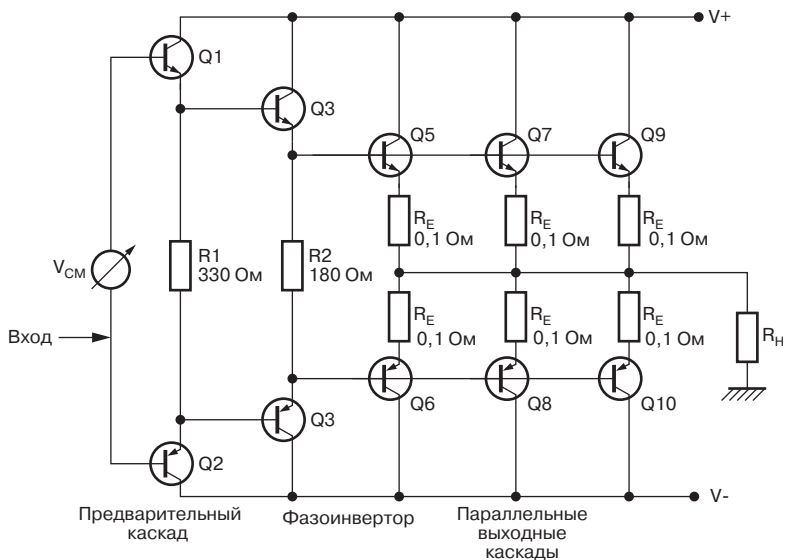 V+
Q1
Q3
Q5
Q7
Q9
R_E
0,1 Ом
R_E
0,1 Ом
R_E
0,1 Ом
V_СМ
R1
330 Ом
R2
180 Ом
Вход
R_E
0,1 Ом
R_E
0,1 Ом
R_E
0,1 Ом
R_Н
Q6
Q8
Q10
Q3
Q2
V-
Предварительный
каскад
Фазоинвертор
Параллельные
выходные
каскады